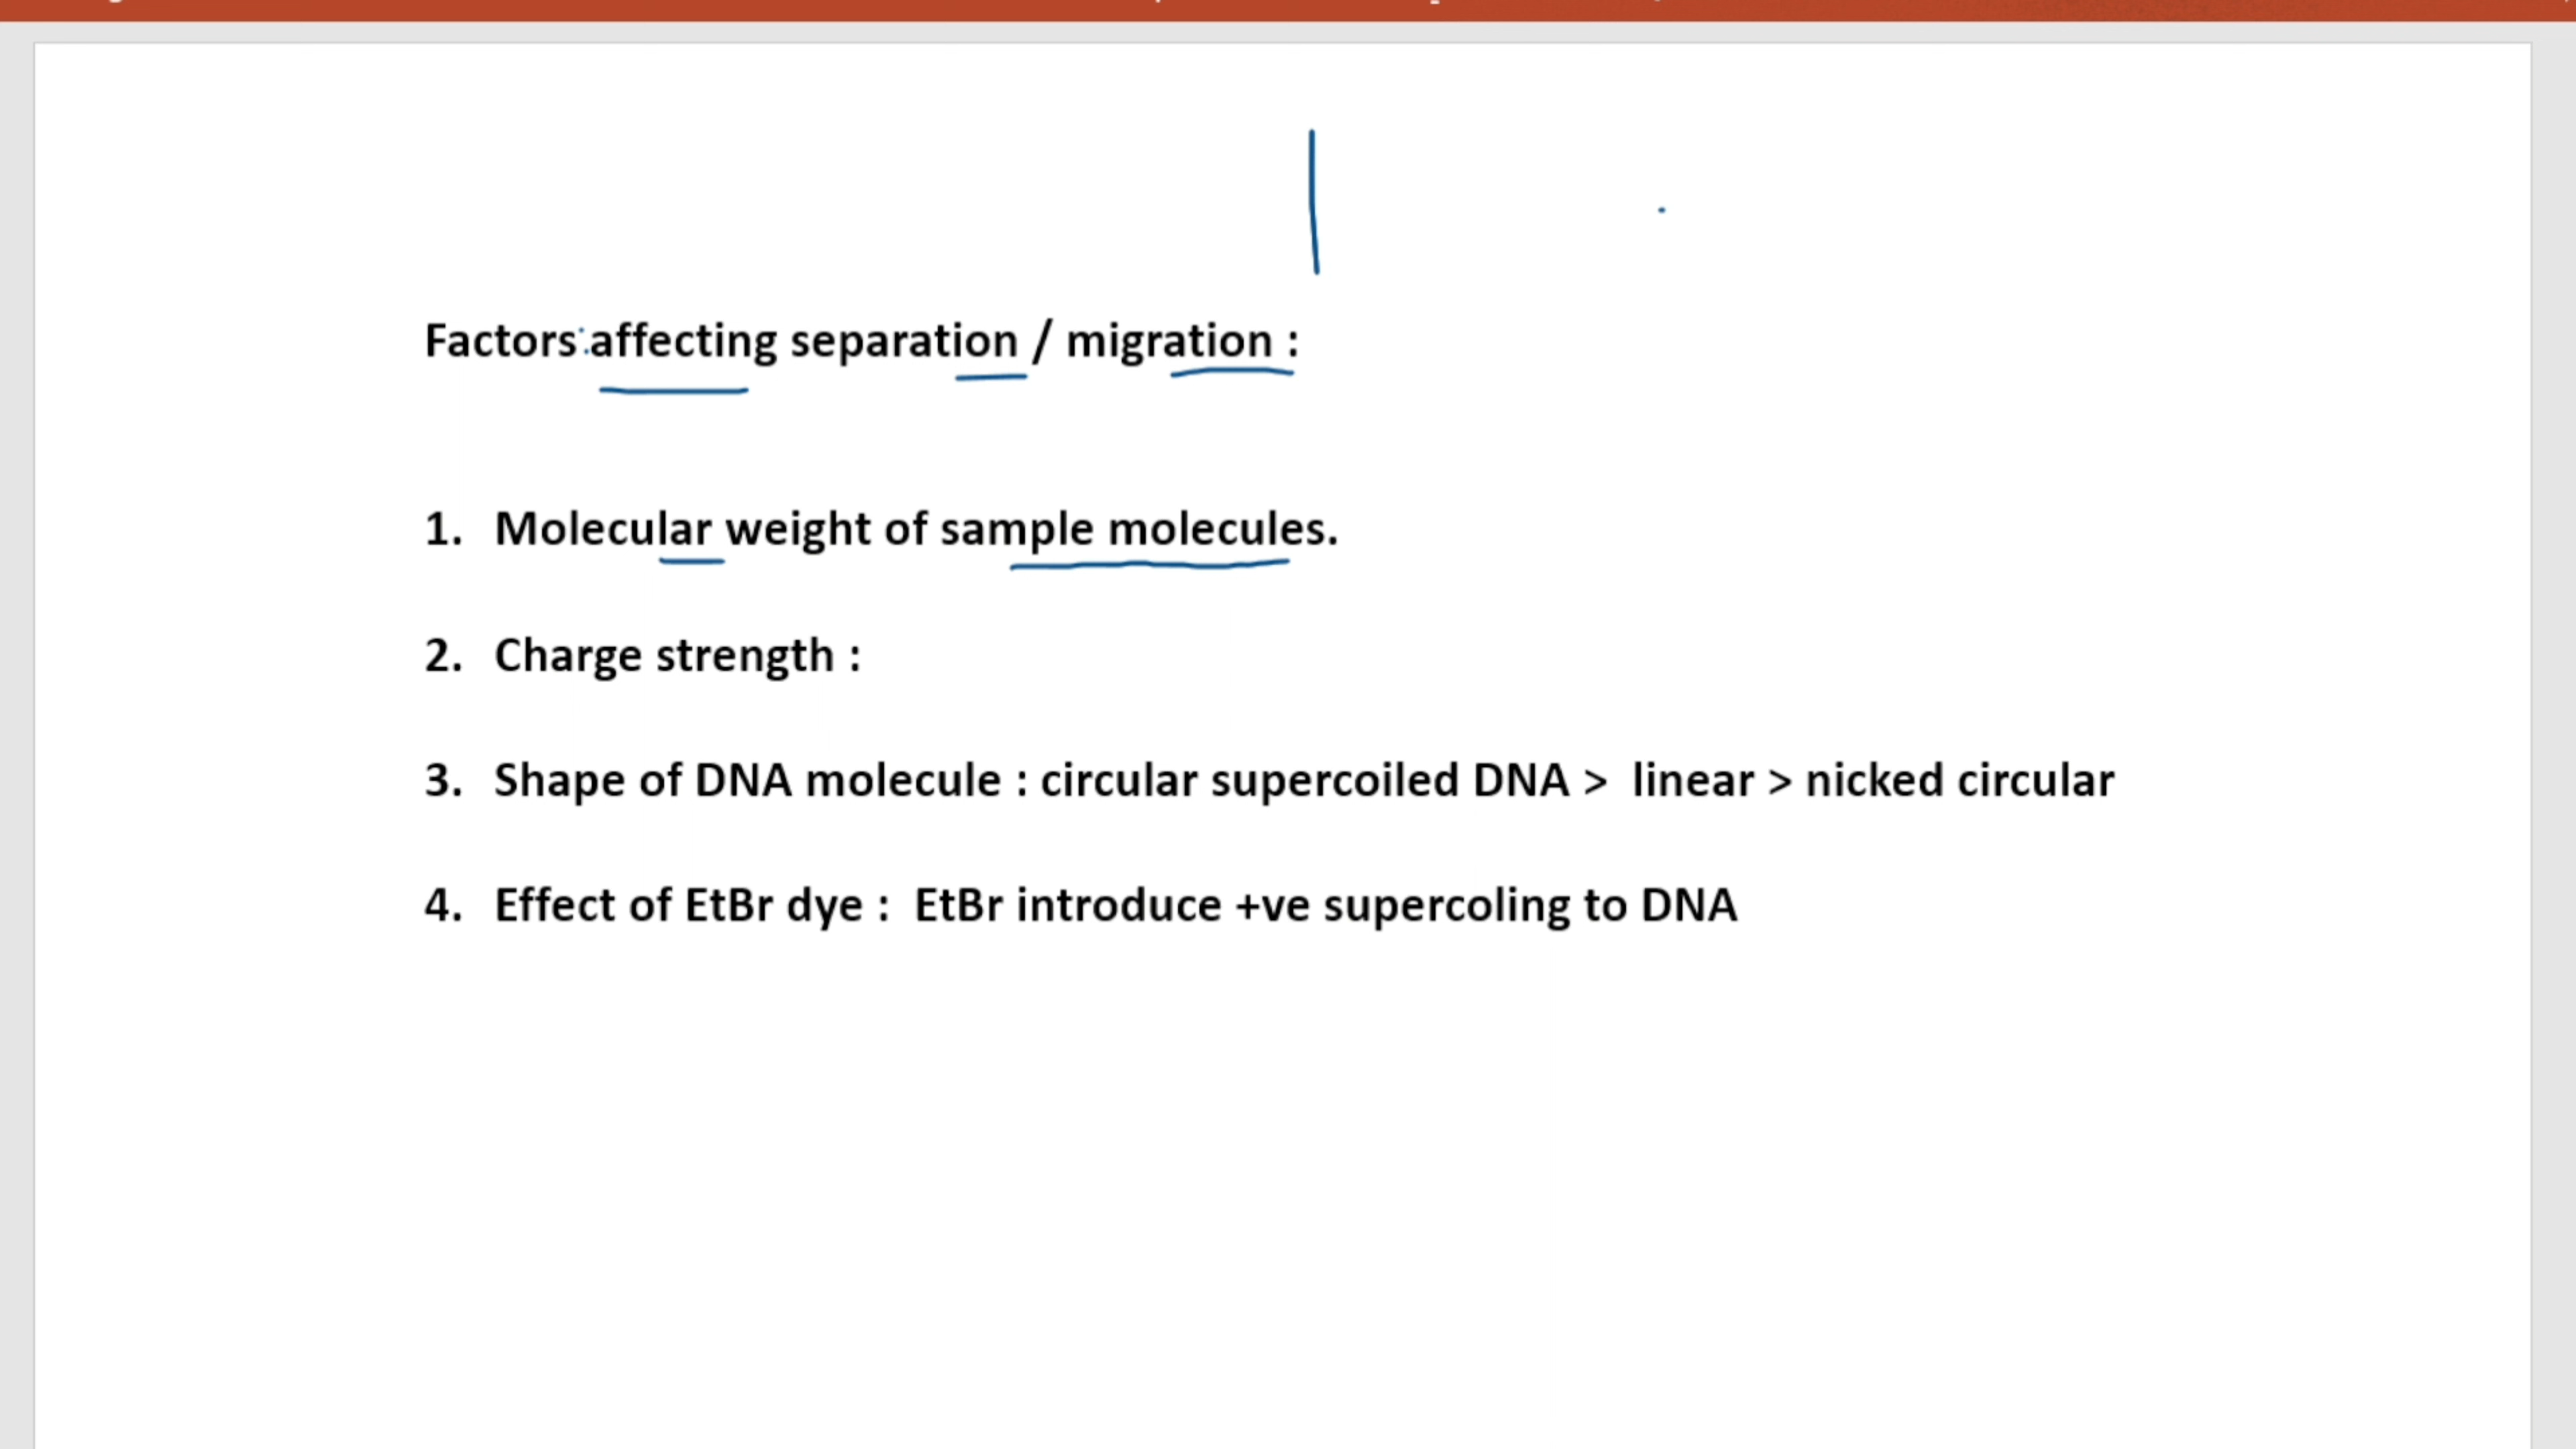 Factors affecting separation / migration :
1. Molecular weight of sample molecules.
2. Charge strength :
3. Shape of DNA molecule : circular supercoiled DNA > linear > nicked circular
4. Effect of EtBr dye : EtBr introduce +ve supercoling to DNA